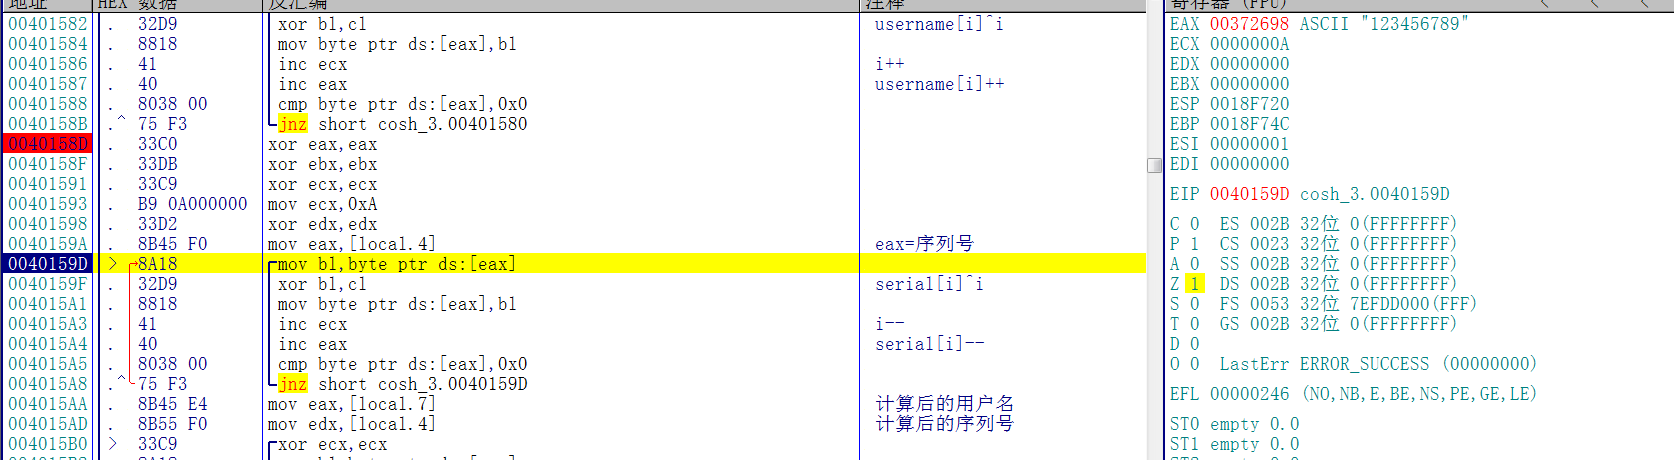 地址 HEX 数据 反汇编 注释 寄存器 (FPU) < < <
00401582 . 32D9 xor bl,cl username[i]^i EAX 00372698 ASCII "123456789"
00401584 . 8818 mov byte ptr ds:[eax],bl ECX 0000000A
00401586 . 41 inc ecx i++ EDX 00000000
00401587 . 40 inc eax username[i]++ EBX 00000000
00401588 . 8038 00 cmp byte ptr ds:[eax],0x0 ESP 0018F720
0040158B .^ 75 F3 jnz short cosh_3.00401580 EBP 0018F74C
0040158D . 33C0 xor eax,eax ESI 00000001
0040158F . 33DB xor ebx,ebx EDI 00000000
00401591 . 33C9 xor ecx,ecx
00401593 . B9 0A000000 mov ecx,0xA EIP 0040159D cosh_3.0040159D
00401598 . 33D2 xor edx,edx C 0 ES 002B 32位 0(FFFFFFFF)
0040159A . 8B45 F0 mov eax,[local.4] eax=序列号 P 1 CS 0023 32位 0(FFFFFFFF)
0040159D > 8A18 mov bl,byte ptr ds:[eax] A 0 SS 002B 32位 0(FFFFFFFF)
0040159F . 32D9 xor bl,cl serial[i]^i Z 1 DS 002B 32位 0(FFFFFFFF)
004015A1 . 8818 mov byte ptr ds:[eax],bl S 0 FS 0053 32位 7EFDD000(FFF)
004015A3 . 41 inc ecx i-- T 0 GS 002B 32位 0(FFFFFFFF)
004015A4 . 40 inc eax serial[i]-- D 0
004015A5 . 8038 00 cmp byte ptr ds:[eax],0x0 O 0 LastErr ERROR_SUCCESS (00000000)
004015A8 .^ 75 F3 jnz short cosh_3.0040159D
004015AA . 8B45 E4 mov eax,[local.7] 计算后的用户名 EFL 00000246 (NO,NB,E,BE,NS,PE,GE,LE)
004015AD . 8B55 F0 mov edx,[local.4] 计算后的序列号 ST0 empty 0.0
004015B0 > 33C9 xor ecx,ecx ST1 empty 0.0